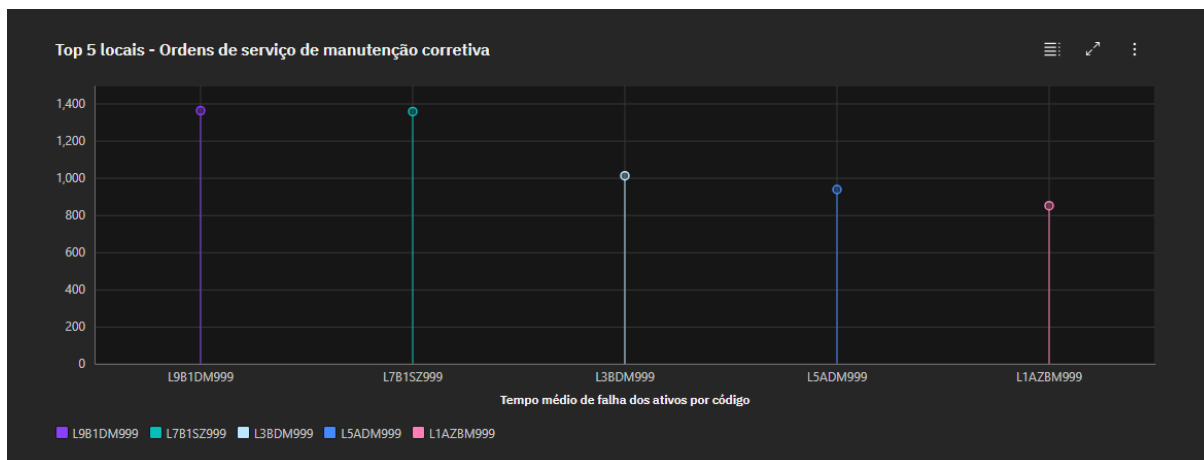 Top 5 locais - Ordens de serviço de manutenção corretiva
1,400
1,200
1,000
800
600
400
200
0
L9B1DM999 L7B1SZ999 L3BDM999 L5ADM999 L1AZBM999
Tempo médio de falha dos ativos por código
L9B1DM999 L7B1SZ999 L3BDM999 L5ADM999 L1AZBM999